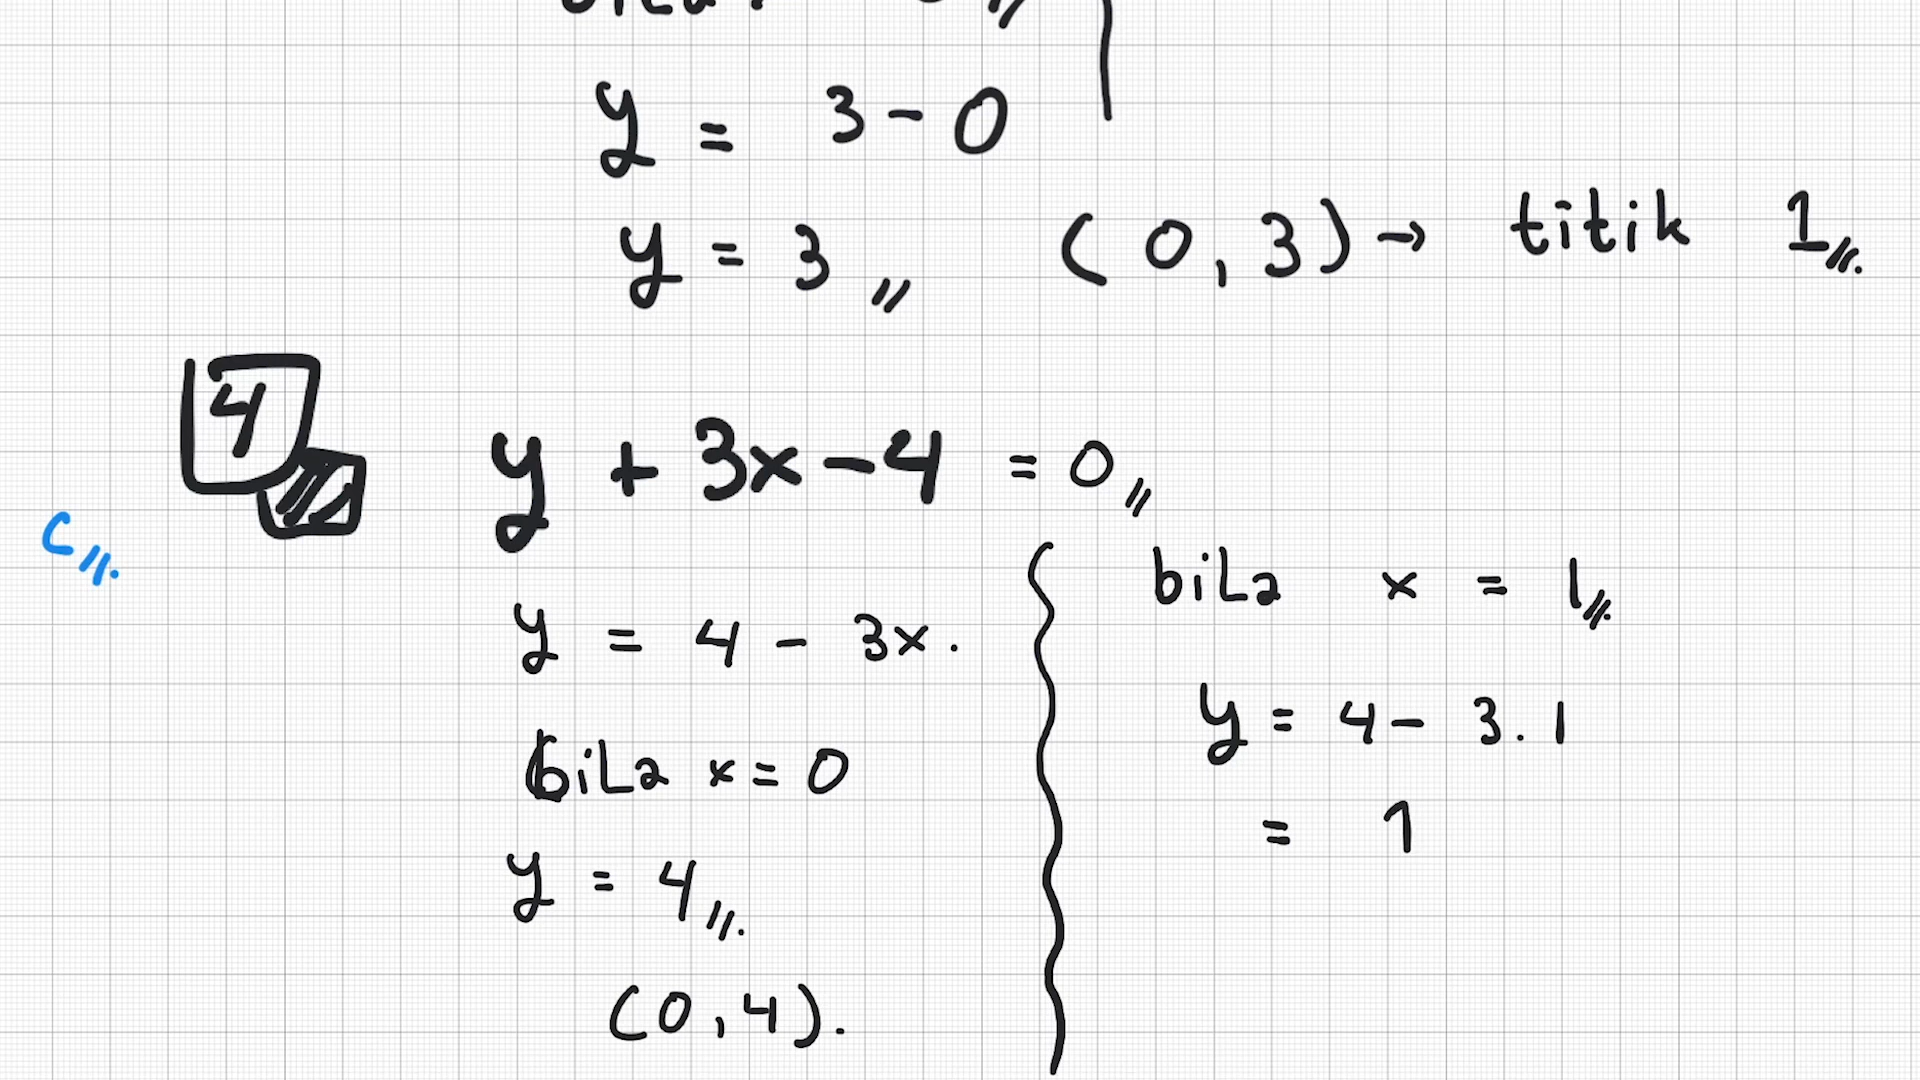 y = 3 - 0
y = 3 (0,3) → titik 1
4
y + 3x - 4 = 0
c
y = 4 - 3x.
bila x = 0
y = 4
(0,4).
bila x = 1
y = 4 - 3.1
= 1